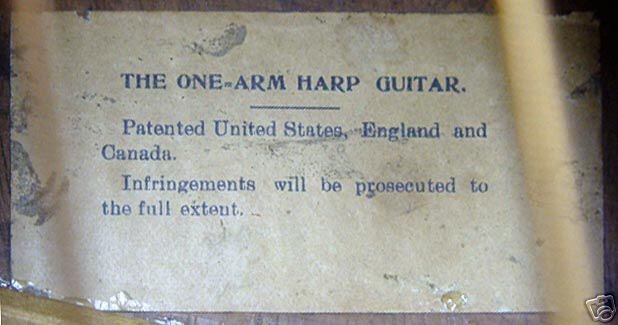 THE ONE-ARM HARP GUITAR.
Patented United States, England and
Canada.
Infringements will be prosecuted to
the full extent.